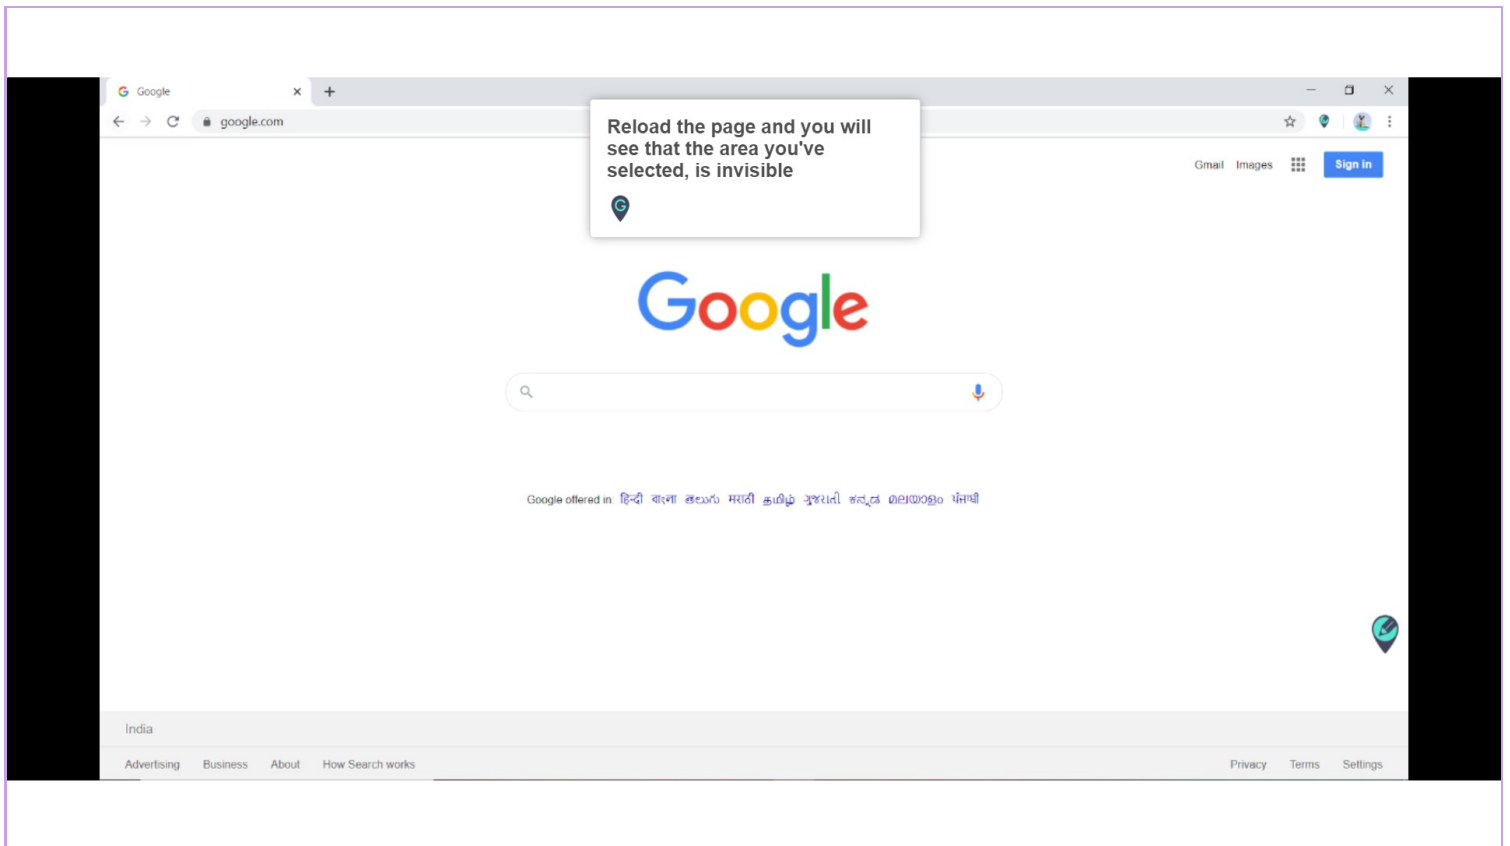 Google
google.com
Reload the page and you will
see that the area you've
selected, is invisible
G
Gmail Images Sign in
Google
Google offered in: हिन्दी বাংলা తెలుగు मराठी தமிழ் ગુજરાતી ಕನ್ನಡ മലയാളം ਪੰਜਾਬੀ
India
Advertising Business About How Search works Privacy Terms Settings